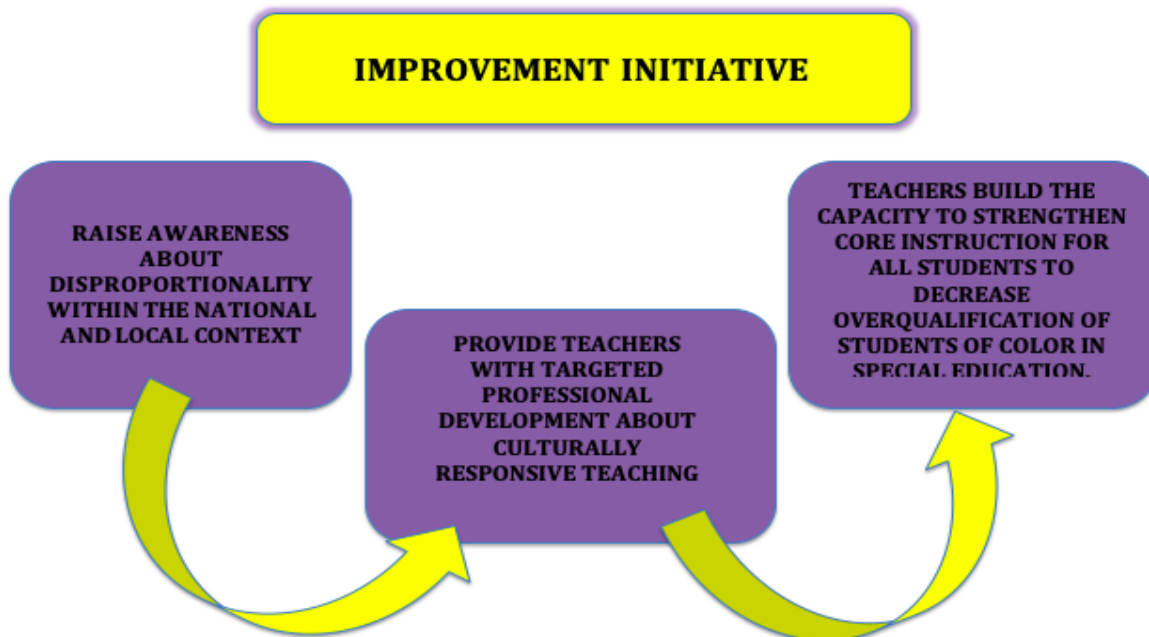 IMPROVEMENT INITIATIVE
RAISE AWARENESS
ABOUT
DISPROPORTIONALITY
WITHIN THE NATIONAL
AND LOCAL CONTEXT
PROVIDE TEACHERS
WITH TARGETED
PROFESSIONAL
DEVELOPMENT ABOUT
CULTURALLY
RESPONSIVE TEACHING
TEACHERS BUILD THE
CAPACITY TO STRENGTHEN
CORE INSTRUCTION FOR
ALL STUDENTS TO
DECREASE
OVERQUALIFICATION OF
STUDENTS OF COLOR IN
SPECIAL EDUCATION.